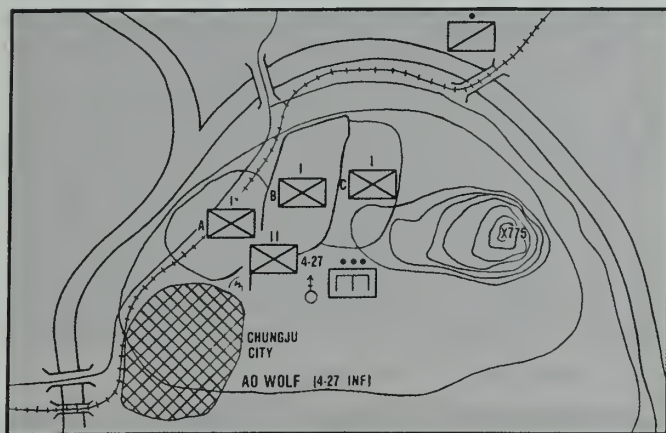 I
I
C
I
B
A
X775
II
4-27
CHUNGJU
CITY
AO WOLF (4-27 INF)